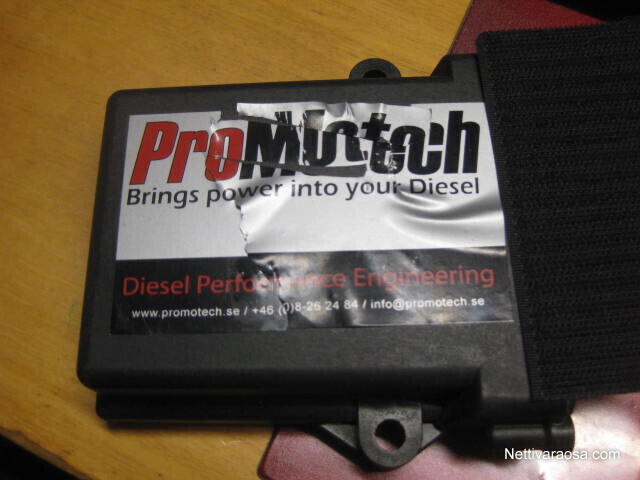 ProMotech
Brings power into your Diesel
Diesel Performance Engineering
www.promotech.se / +46 (0)8-26 24 84 / info@promotech.se
Nettivaraosa.com